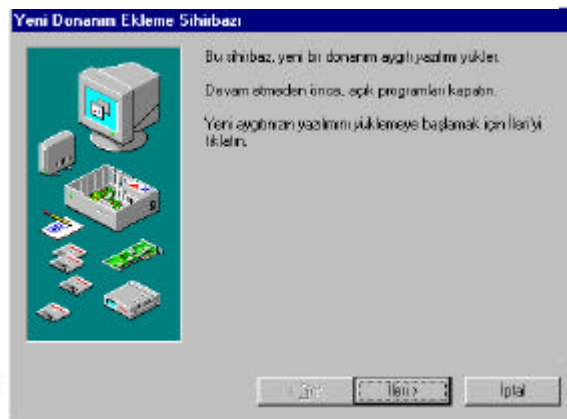 Yeni Donanım Ekleme Sihirbazı
Bu sihirbaz, yeni bir donanım aygıtı yazılımı yükler.
Devam etmeden önce, açık programları kapatın.
Yeni aygıtınızın yazılımını yüklemeye başlamak için İleri'yi
tıklatın.
< Geri
İleri >
İptal